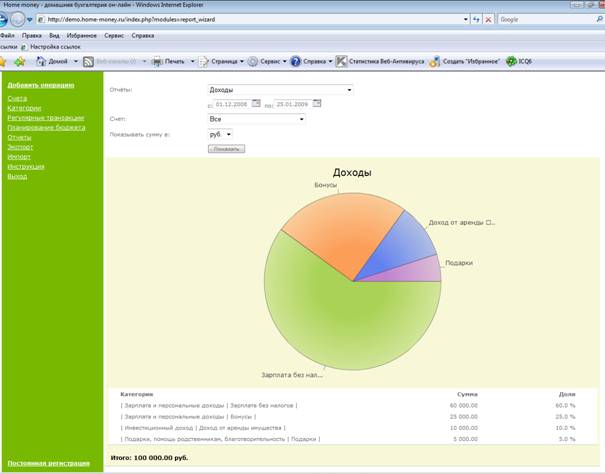 Home money - домашняя бухгалтерия он-лайн - Windows Internet Explorer
http://demo.home-money.ru/index.php?modules=report_wizard
Google
Файл Правка Вид Избранное Сервис Справка
ссылки Настройка ссылок
Домой Веб-каналы (0) Печать Страница Сервис Справка Статистика Веб-Антивируса Создать "Избранное" ICQ6
Добавить операцию
Счета
Категории
Регулярные транзакции
Планирование бюджета
Отчеты
Экспорт
Импорт
Инструкция
Выход
Постоянная регистрация
Отчёты: Доходы
с: 01.12.2008 по: 25.01.2009
Счет: Все
Показывать сумму в: руб.
Показать
Доходы
Бонусы
Доход от аренды □..
Подарки
Зарплата без нал...
Категория Сумма Доля
| Зарплата и персональные доходы | Зарплата без налогов | 60 000.00 60.0 %
| Зарплата и персональные доходы | Бонусы | 25 000.00 25.0 %
| Инвестиционный доход | Доход от аренды имущества | 10 000.00 10.0 %
| Подарки, помощь родственникам, благотворительность | Подарки | 5 000.00 5.0 %
Итого: 100 000.00 руб.